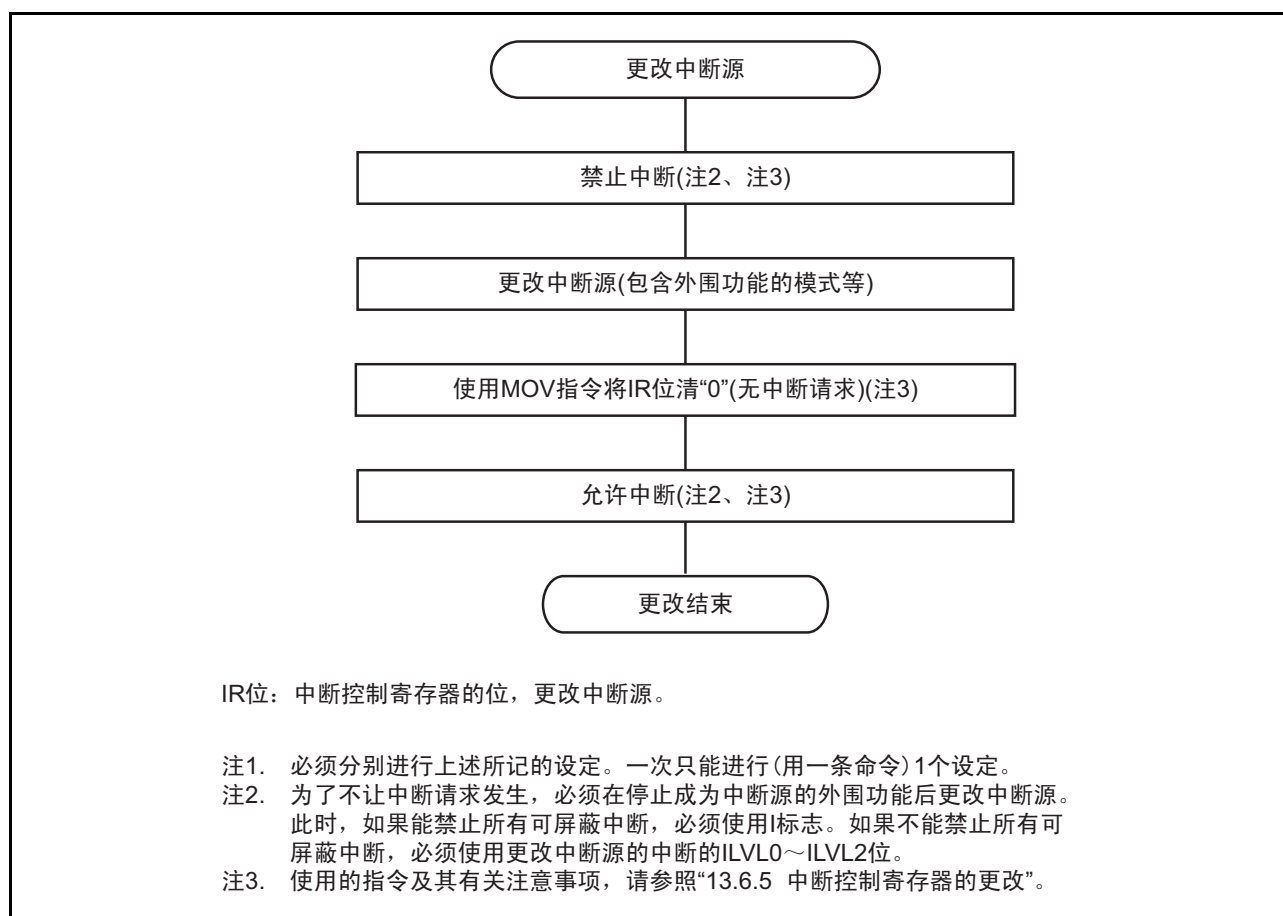 更改中断源
禁止中断(注2、注3)
更改中断源(包含外围功能的模式等)
使用MOV指令将IR位清“0”(无中断请求)(注3)
允许中断(注2、注3)
更改结束
IR位：中断控制寄存器的位，更改中断源。
注1. 必须分别进行上述所记的设定。一次只能进行(用一条命令)1个设定。
注2. 为了不让中断请求发生，必须在停止成为中断源的外围功能后更改中断源。
此时，如果能禁止所有可屏蔽中断，必须使用I标志。如果不能禁止所有可
屏蔽中断，必须使用更改中断源的中断的ILVL0～ILVL2位。
注3. 使用的指令及其有关注意事项，请参照“13.6.5 中断控制寄存器的更改”。